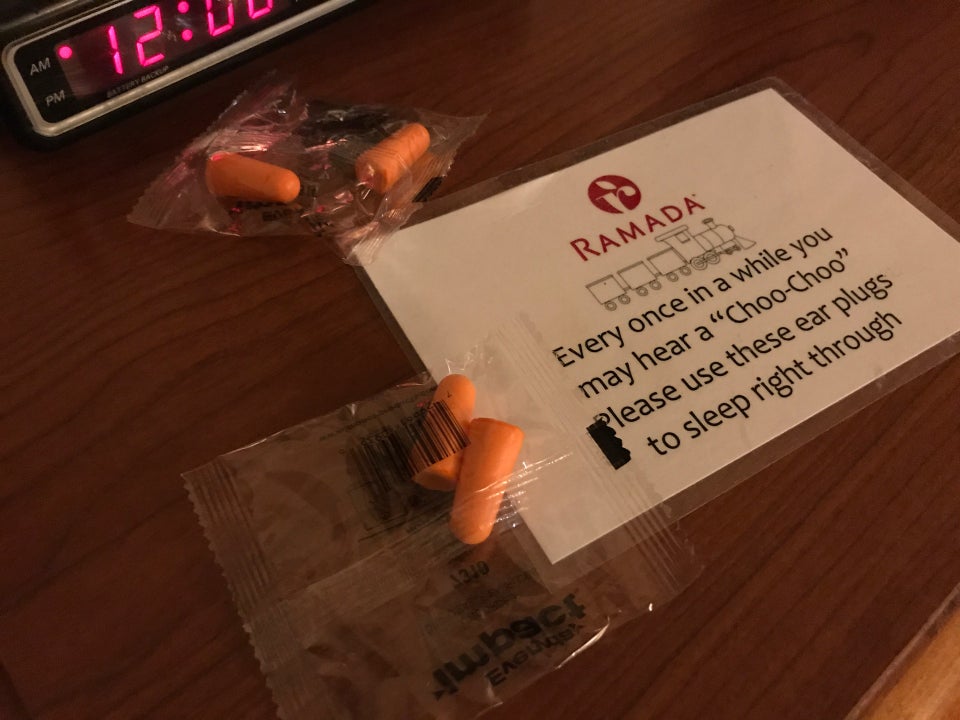 AM
12:00
PM
BATTERY BACKUP
RAMADA
Every once in a while you
may hear a "Choo-Choo"
Please use these ear plugs
to sleep right through
Impact